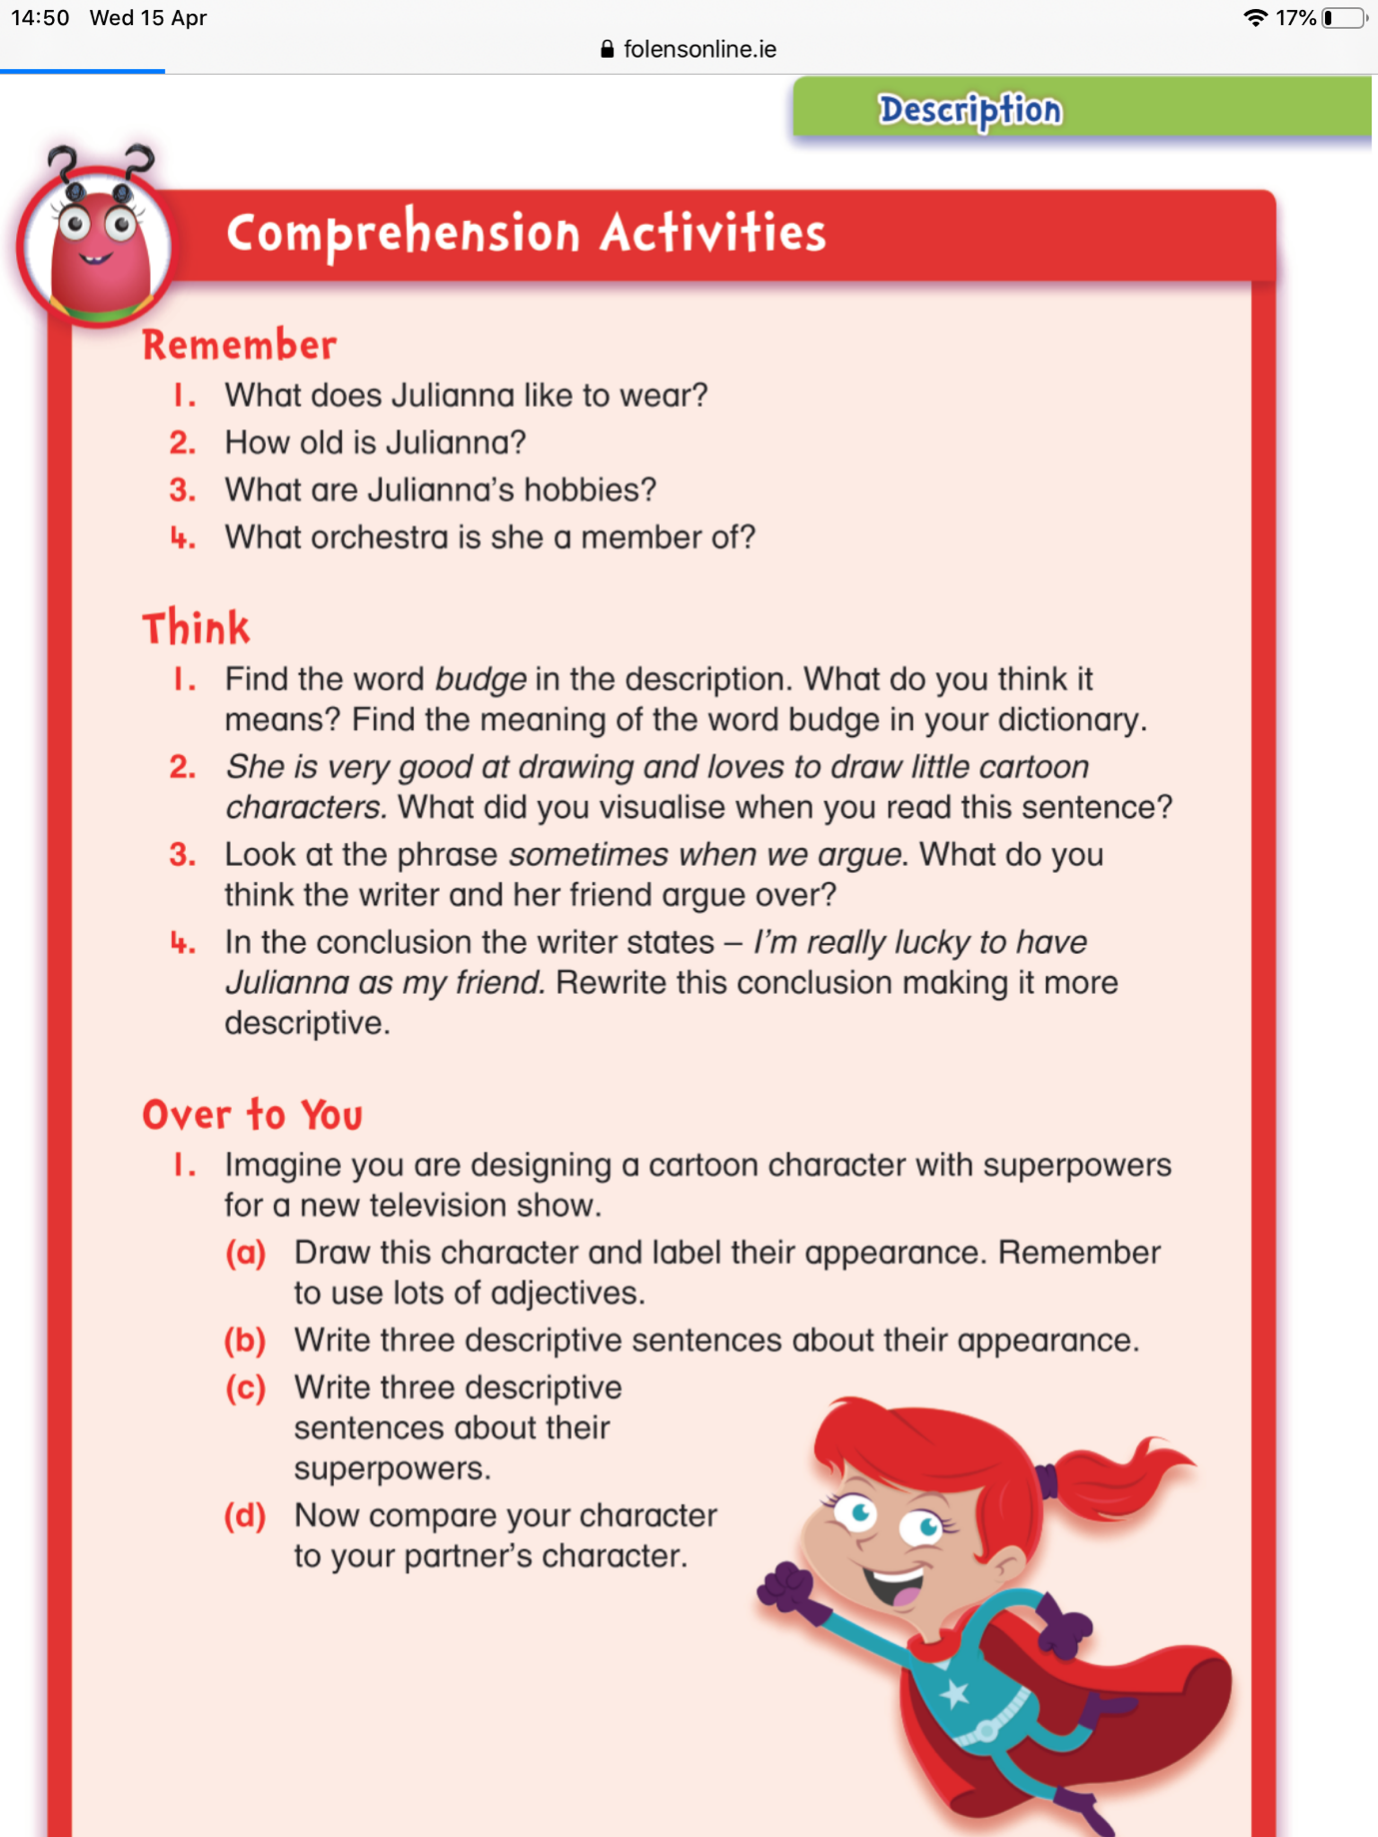 14:50 Wed 15 Apr
17%
folensonline.ie
Description
Comprehension Activities
Remember
1. What does Julianna like to wear?
2. How old is Julianna?
3. What are Julianna's hobbies?
4. What orchestra is she a member of?
Think
1. Find the word budge in the description. What do you think it
means? Find the meaning of the word budge in your dictionary.
2. She is very good at drawing and loves to draw little cartoon
characters. What did you visualise when you read this sentence?
3. Look at the phrase sometimes when we argue. What do you
think the writer and her friend argue over?
4. In the conclusion the writer states – I'm really lucky to have
Julianna as my friend. Rewrite this conclusion making it more
descriptive.
Over to You
1. Imagine you are designing a cartoon character with superpowers
for a new television show.
(a) Draw this character and label their appearance. Remember
to use lots of adjectives.
(b) Write three descriptive sentences about their appearance.
(c) Write three descriptive
sentences about their
superpowers.
(d) Now compare your character
to your partner's character.